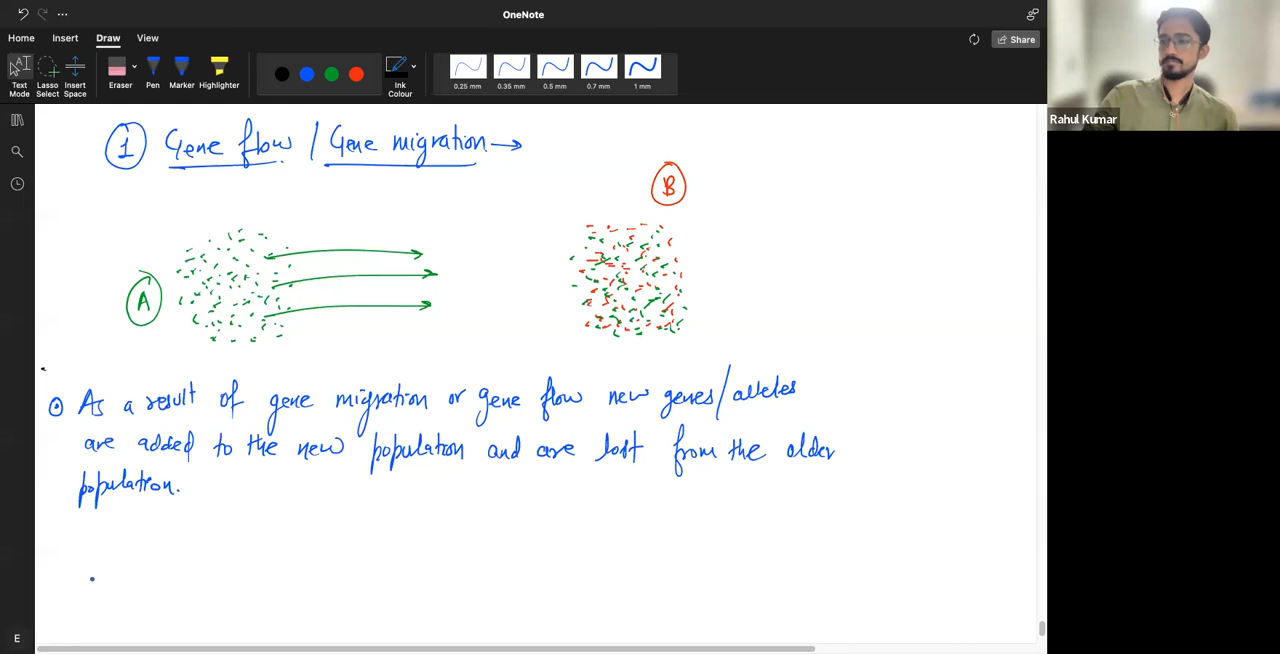 OneNote
Home Insert Draw View
Share
Text Mode
Lasso Select
Insert Space
Eraser
Pen
Marker
Highlighter
Ink Colour
0.25 mm 0.35 mm 0.5 mm 0.7 mm 1 mm
Rahul Kumar
1 Gene flow / Gene migration →
B
A
As a result of gene migration or gene flow new genes/alleles
are added to the new population and are lost from the older
population.
E